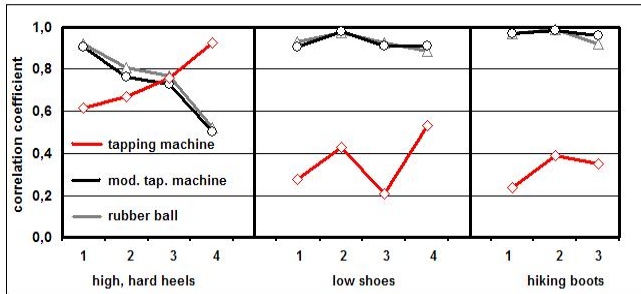 correlation coefficient
1,0
0,8
0,6
0,4
0,2
0,0
tapping machine
mod. tap. machine
rubber ball
1 2 3 4 1 2 3 4 1 2 3
high, hard heels low shoes hiking boots